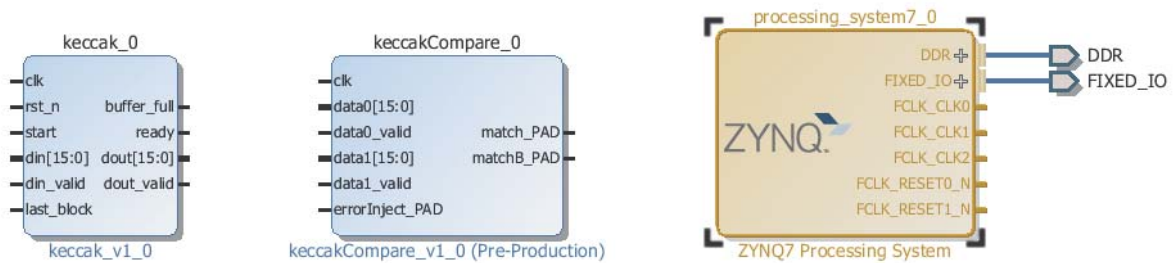 keccak_0
clk
rst_n
start
din[15:0]
din_valid
last_block
buffer_full
ready
dout[15:0]
dout_valid
keccak_v1_0
keccakCompare_0
clk
data0[15:0]
data0_valid
data1[15:0]
data1_valid
errorInject_PAD
match_PAD
matchB_PAD
keccakCompare_v1_0 (Pre-Production)
processing_system7_0
ZYNQ
DDR
FIXED_IO
FCLK_CLK0
FCLK_CLK1
FCLK_CLK2
FCLK_RESET0_N
FCLK_RESET1_N
ZYNQ7 Processing System
DDR
FIXED_IO